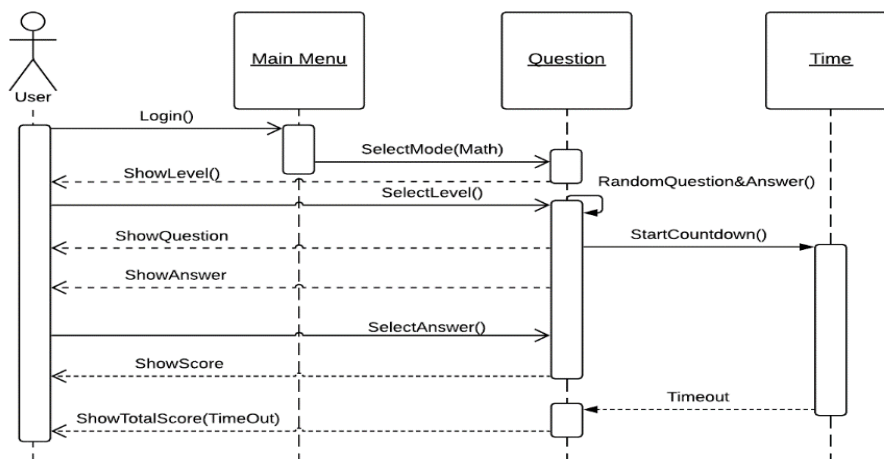 Main Menu
Question
Time
User
Login()
SelectMode(Math)
ShowLevel()
SelectLevel()
RandomQuestion&Answer()
ShowQuestion
StartCountdown()
ShowAnswer
SelectAnswer()
ShowScore
Timeout
ShowTotalScore(TimeOut)